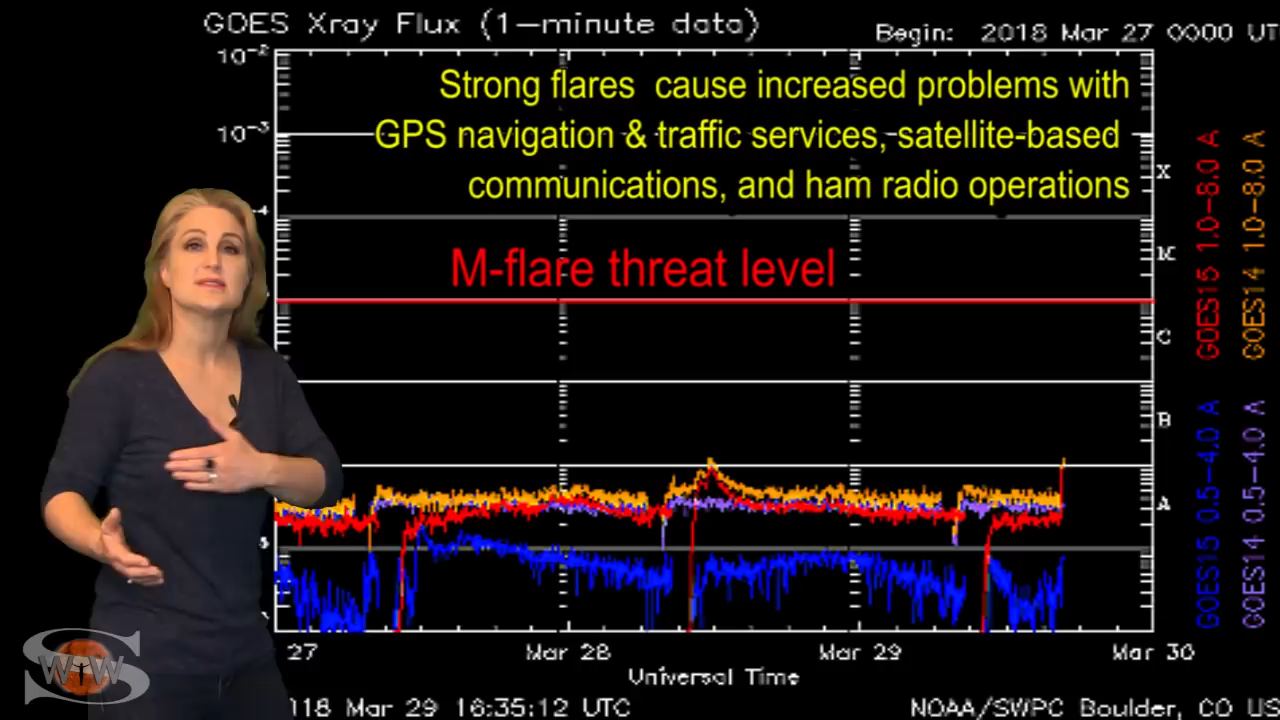 GOES Xray Flux (1-minute data)
Begin: 2018 Mar 27 0000 UT
10-2
Strong flares cause increased problems with
10-3
GPS navigation & traffic services, satellite-based
communications, and ham radio operations
X
M
M-flare threat level
C
B
A
GOES15 1.0-8.0 A
GOES14 1.0-8.0 A
GOES15 0.5-4.0 A
GOES14 0.5-4.0 A
27
Mar 28
Mar 29
Mar 30
Universal Time
018 Mar 29 16:35:12 UTC
NOAA/SWPC Boulder, CO US
S
WTW